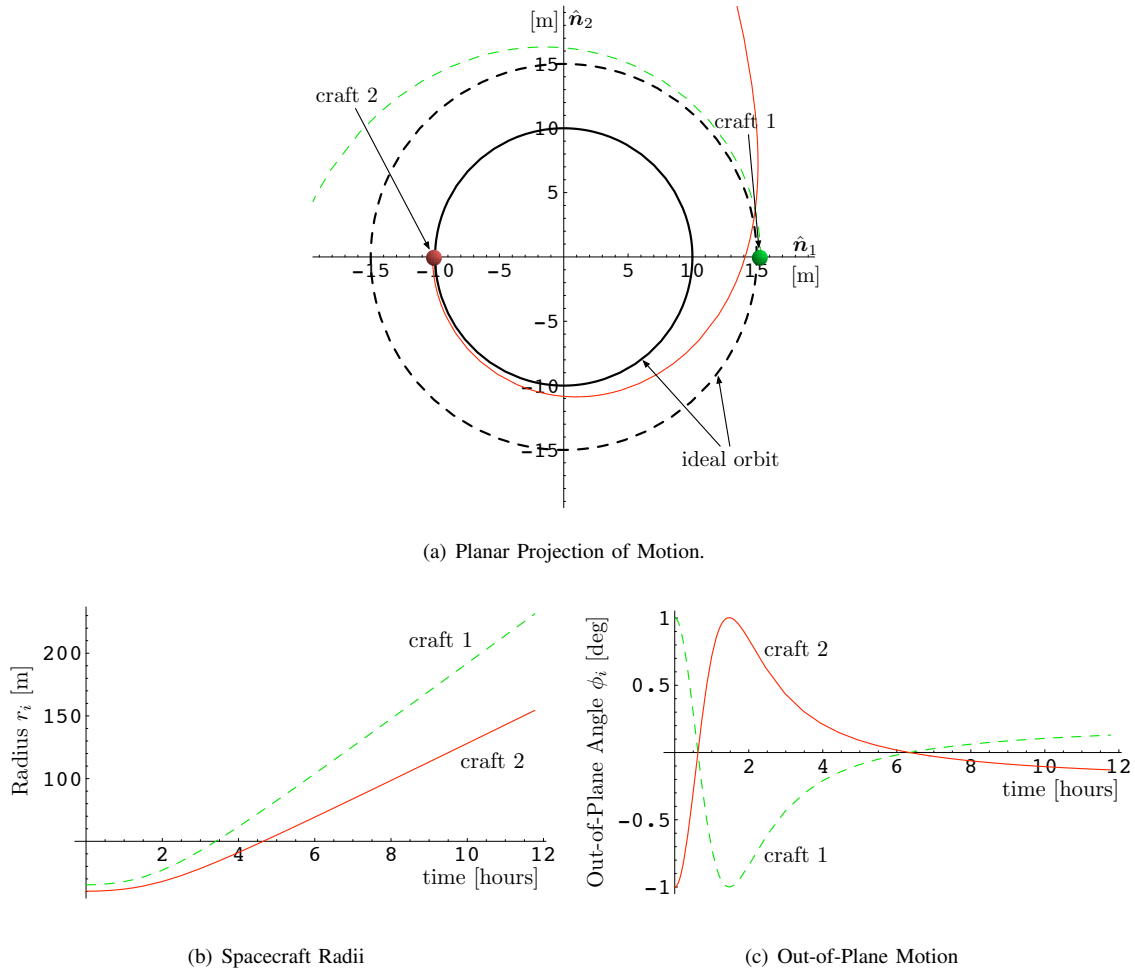 [m] n̂₂
15
craft 2
craft 1
10
5
n̂₁
−15 −10 −5 5 10 15
[m]
−5
−10
−15
ideal orbit
(a) Planar Projection of Motion.
Radius rᵢ [m]
200
150
100
craft 1
craft 2
2 4 6 8 10 12
time [hours]
(b) Spacecraft Radii
Out-of-Plane Angle ϕᵢ [deg]
1
0.5
−0.5
−1
craft 2
2 4 6 8 10 12
time [hours]
craft 1
(c) Out-of-Plane Motion